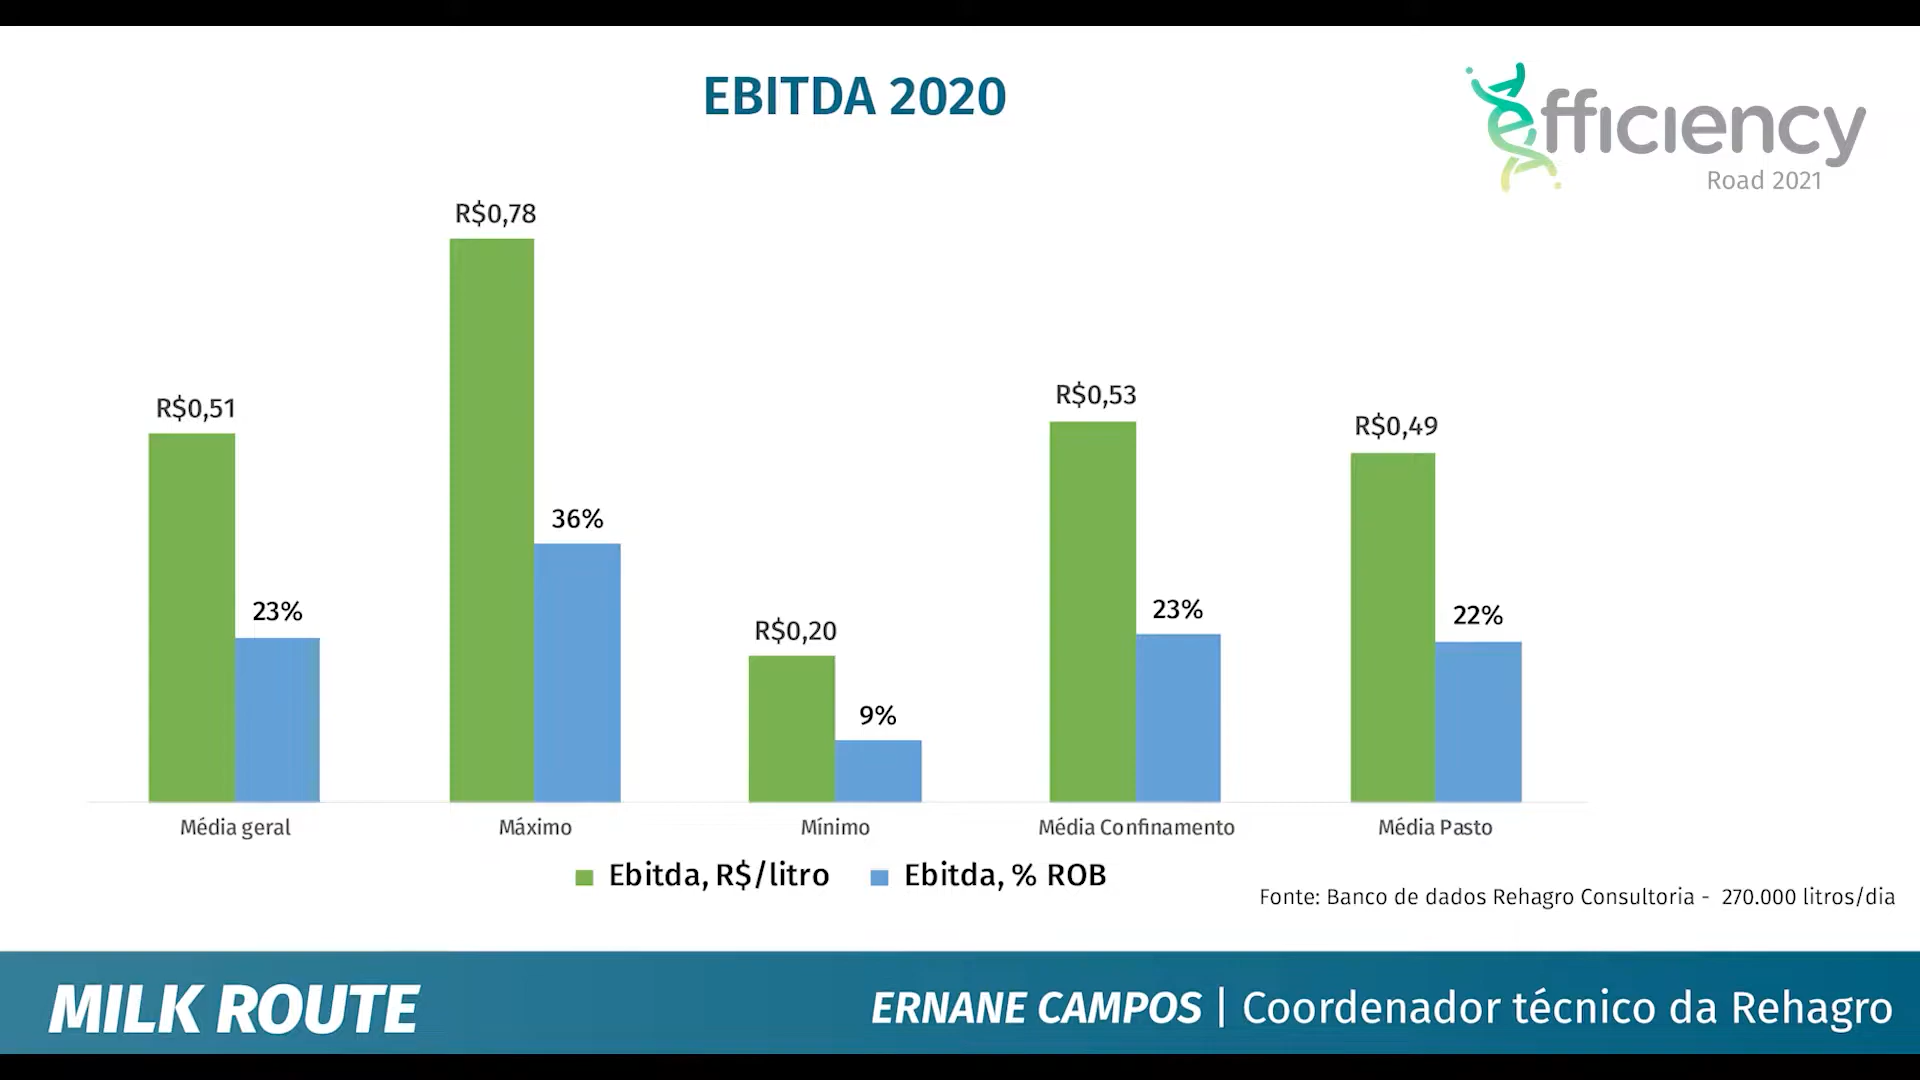 EBITDA 2020
efficiency
Road 2021
R$0,51
23%
R$0,78
36%
R$0,20
9%
R$0,53
23%
R$0,49
22%
Média geral
Máximo
Mínimo
Média Confinamento
Média Pasto
Ebitda, R$/litro
Ebitda, % ROB
Fonte: Banco de dados Rehagro Consultoria - 270.000 litros/dia
MILK ROUTE
ERNANE CAMPOS | Coordenador técnico da Rehagro